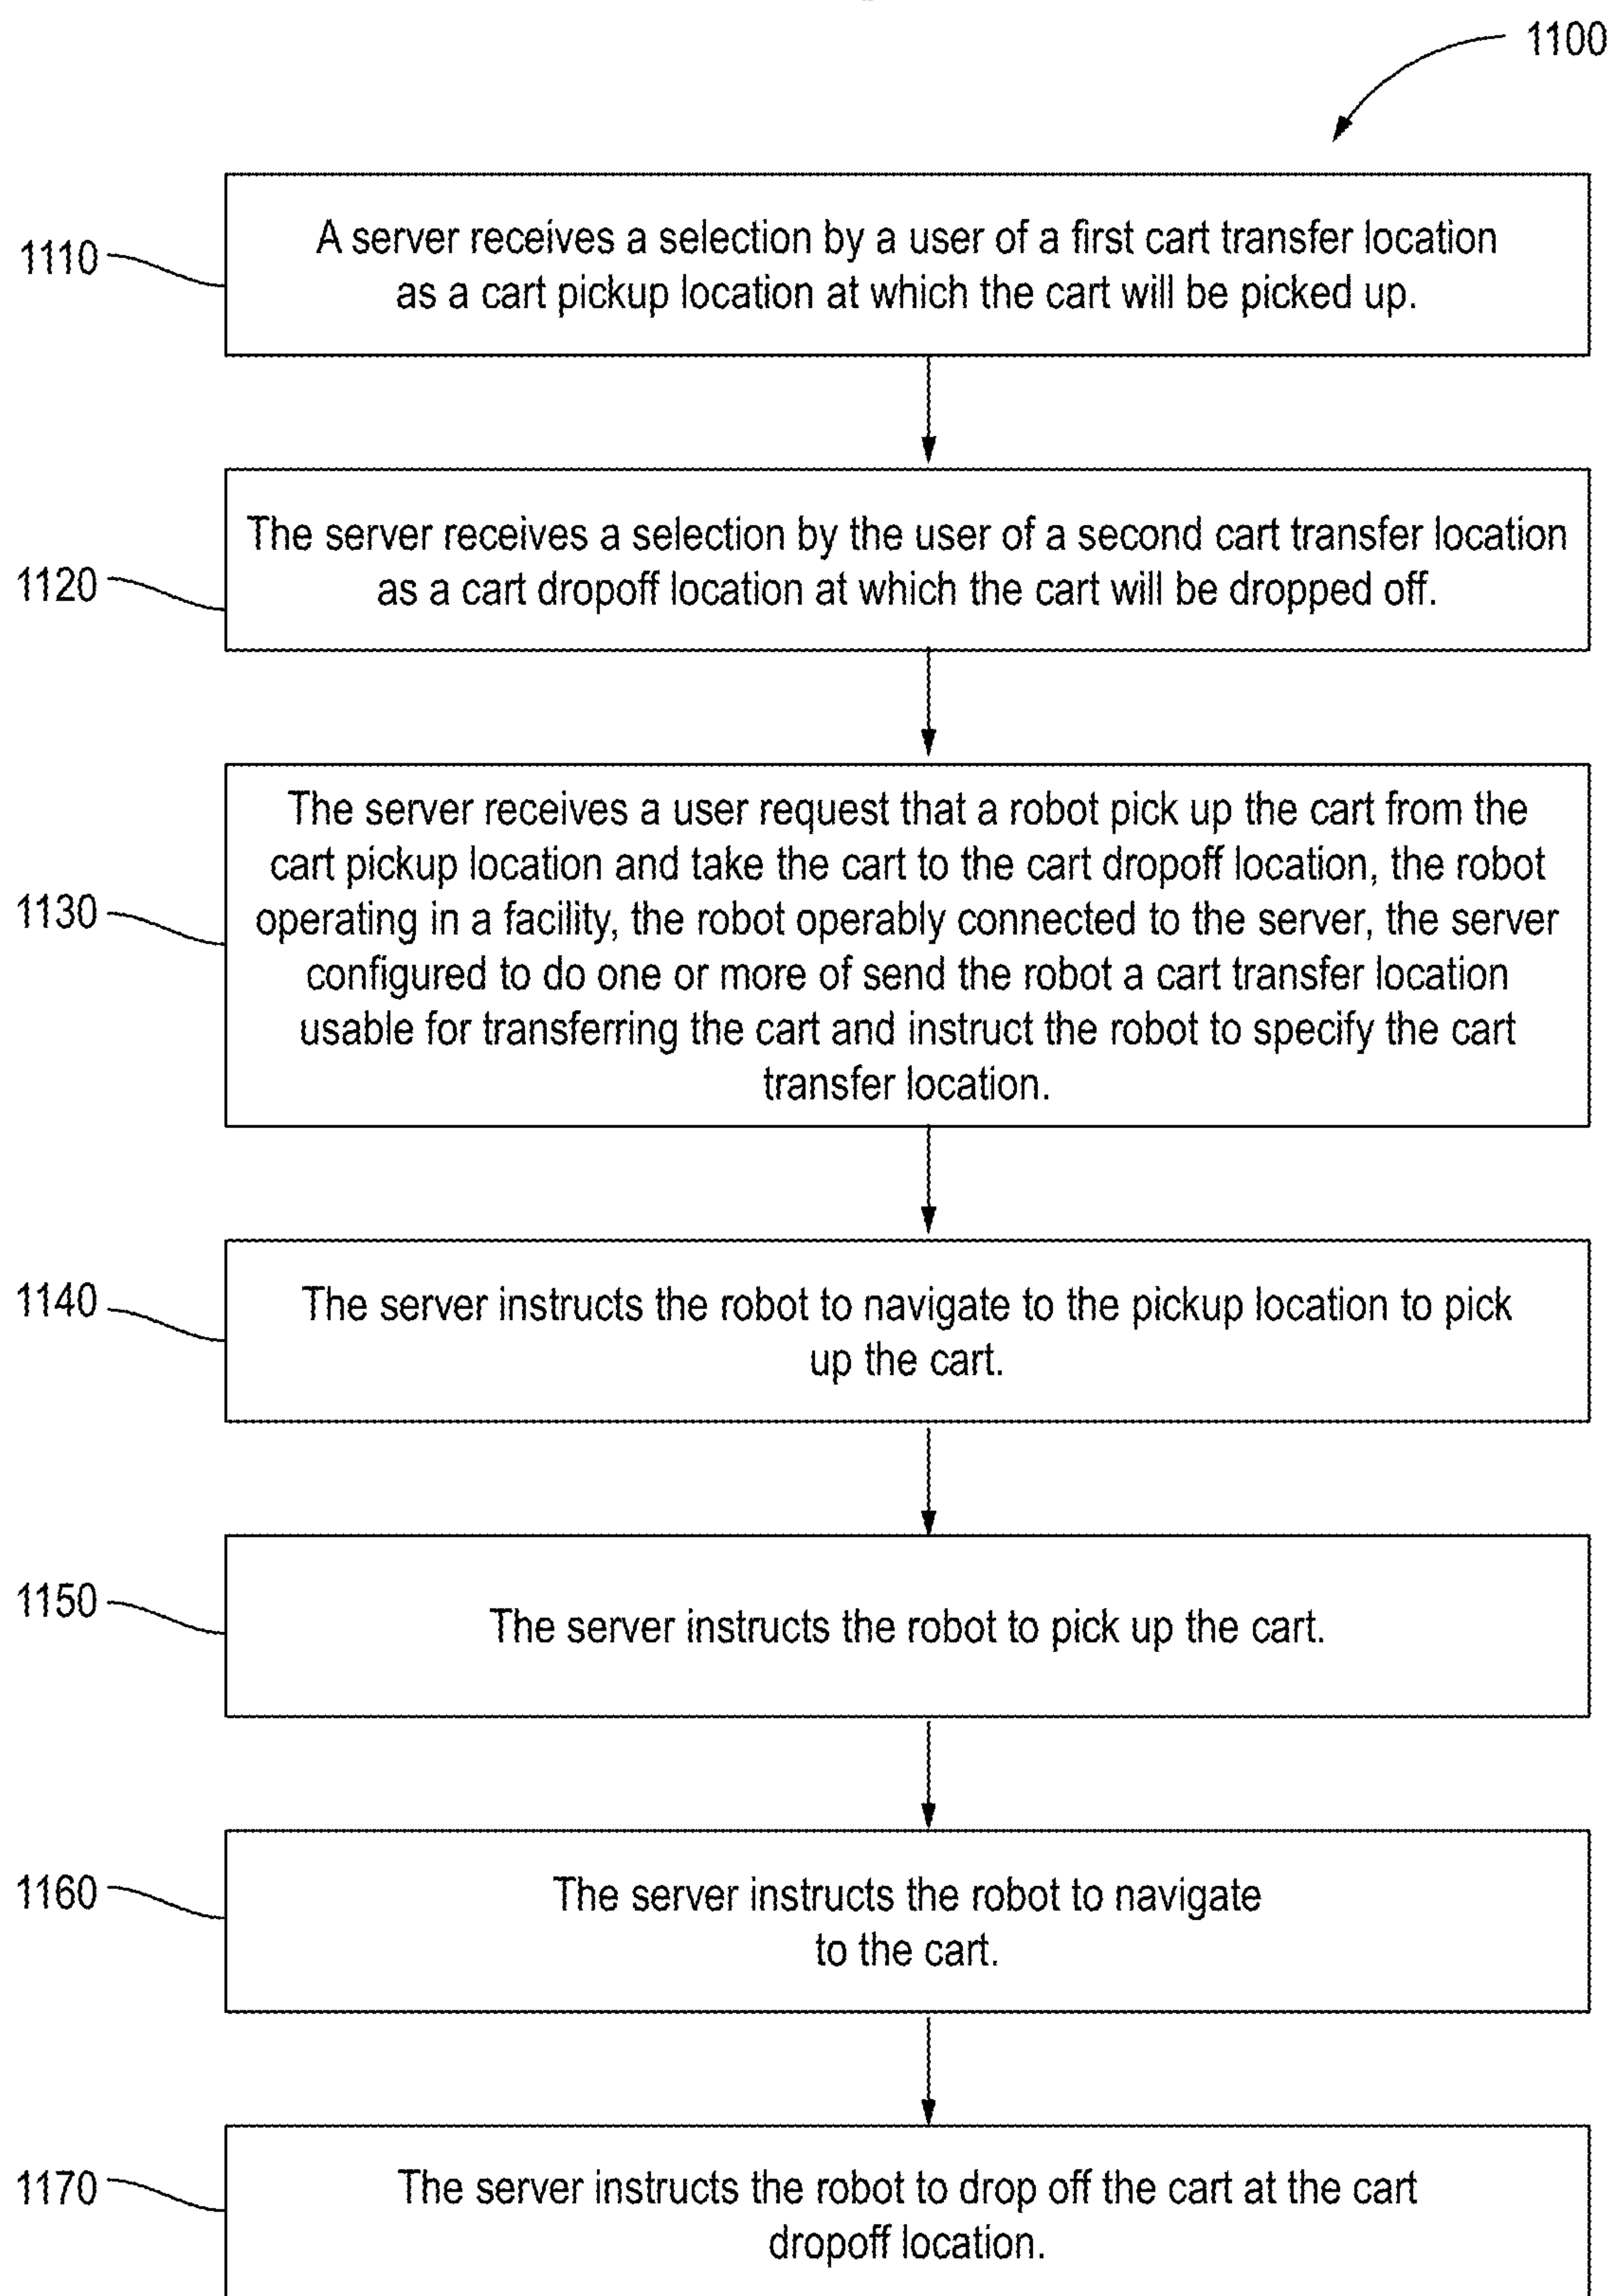 1100
1110
A server receives a selection by a user of a first cart transfer location
as a cart pickup location at which the cart will be picked up.
1120
The server receives a selection by the user of a second cart transfer location
as a cart dropoff location at which the cart will be dropped off.
1130
The server receives a user request that a robot pick up the cart from the
cart pickup location and take the cart to the cart dropoff location, the robot
operating in a facility, the robot operably connected to the server, the server
configured to do one or more of send the robot a cart transfer location
usable for transferring the cart and instruct the robot to specify the cart
transfer location.
1140
The server instructs the robot to navigate to the pickup location to pick
up the cart.
1150
The server instructs the robot to pick up the cart.
1160
The server instructs the robot to navigate
to the cart.
1170
The server instructs the robot to drop off the cart at the cart
dropoff location.